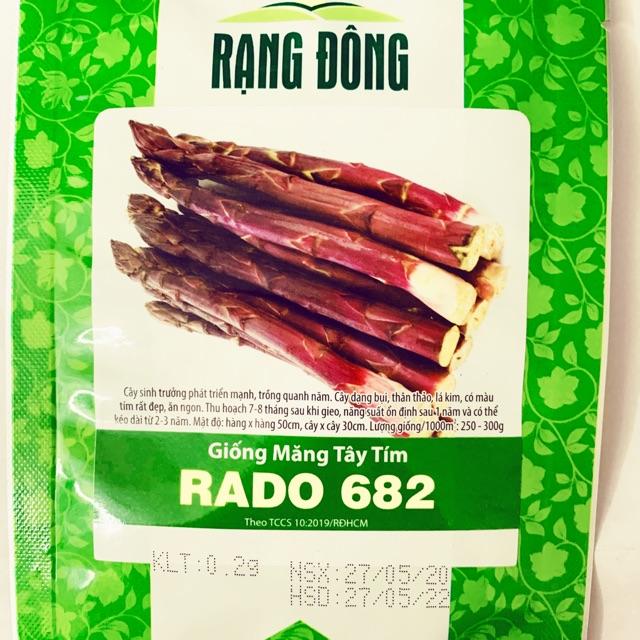 RẠNG ĐÔNG
Cây sinh trưởng phát triển mạnh, trồng quanh năm. Cây dạng bụi, thân thảo, lá kim, có màu
tím rất đẹp, ăn ngon. Thu hoạch 7-8 tháng sau khi gieo, năng suất ổn định sau 1 năm và có thể
kéo dài từ 2-3 năm. Mật độ: hàng x hàng 50cm, cây x cây 30cm. Lượng giống/1000m²: 250 - 300g
Giống Măng Tây Tím
RADO 682
Theo TCCS 10:2019/RĐHCM
KLT:0.2g
NSX:27/05/20
HSD:27/05/22